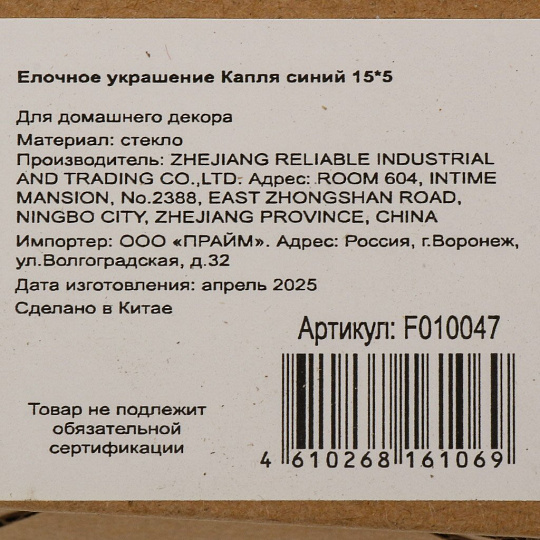 Елочное украшение Капля синий 15*5
Для домашнего декора
Материал: стекло
Производитель: ZHEJIANG RELIABLE INDUSTRIAL
AND TRADING CO.,LTD. Адрес: ROOM 604, INTIME
MANSION, No.2388, EAST ZHONGSHAN ROAD,
NINGBO CITY, ZHEJIANG PROVINCE, CHINA
Импортер: ООО «ПРАЙМ». Адрес: Россия, г.Воронеж,
ул.Волгоградская, д.32
Дата изготовления: апрель 2025
Сделано в Китае
Артикул: F010047
Товар не подлежит
обязательной
сертификации
4 610268 161069